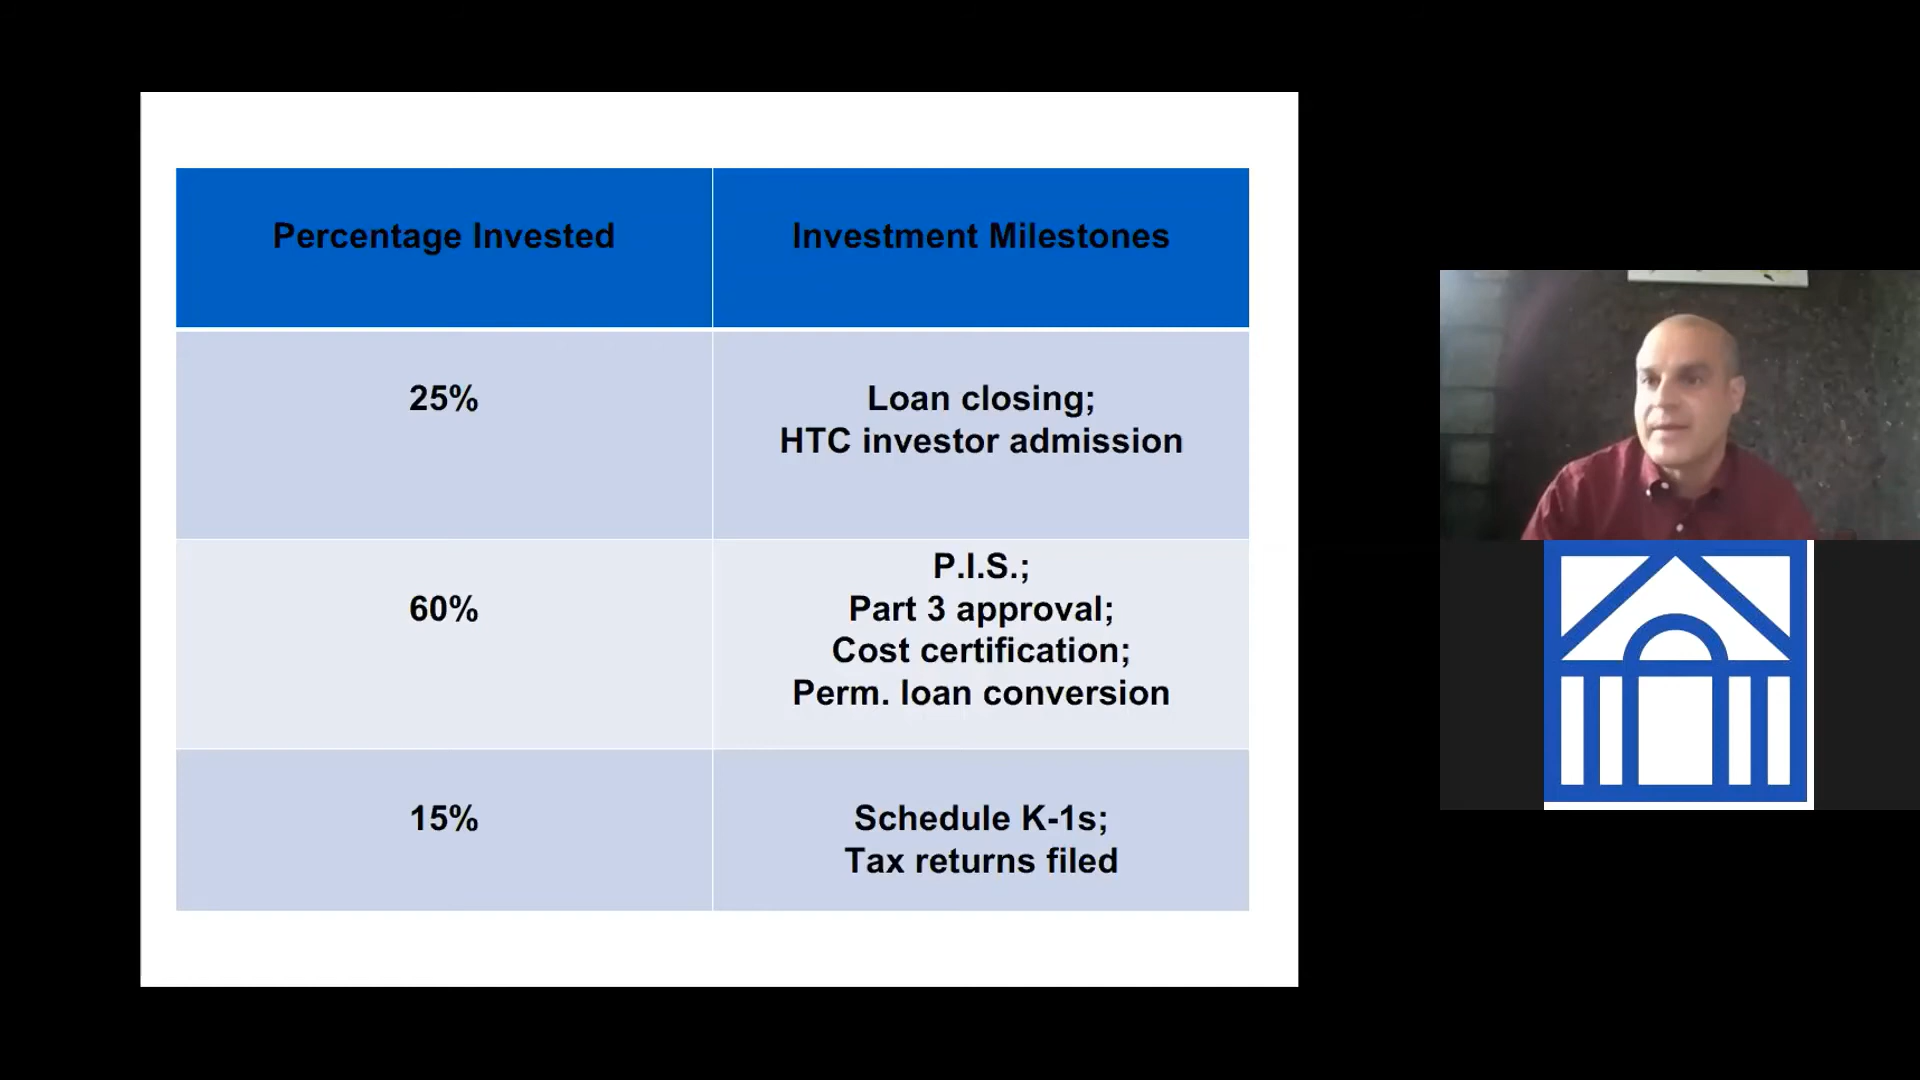 Percentage Invested
Investment Milestones
25%
Loan closing;
HTC investor admission
60%
P.I.S.;
Part 3 approval;
Cost certification;
Perm. loan conversion
15%
Schedule K-1s;
Tax returns filed